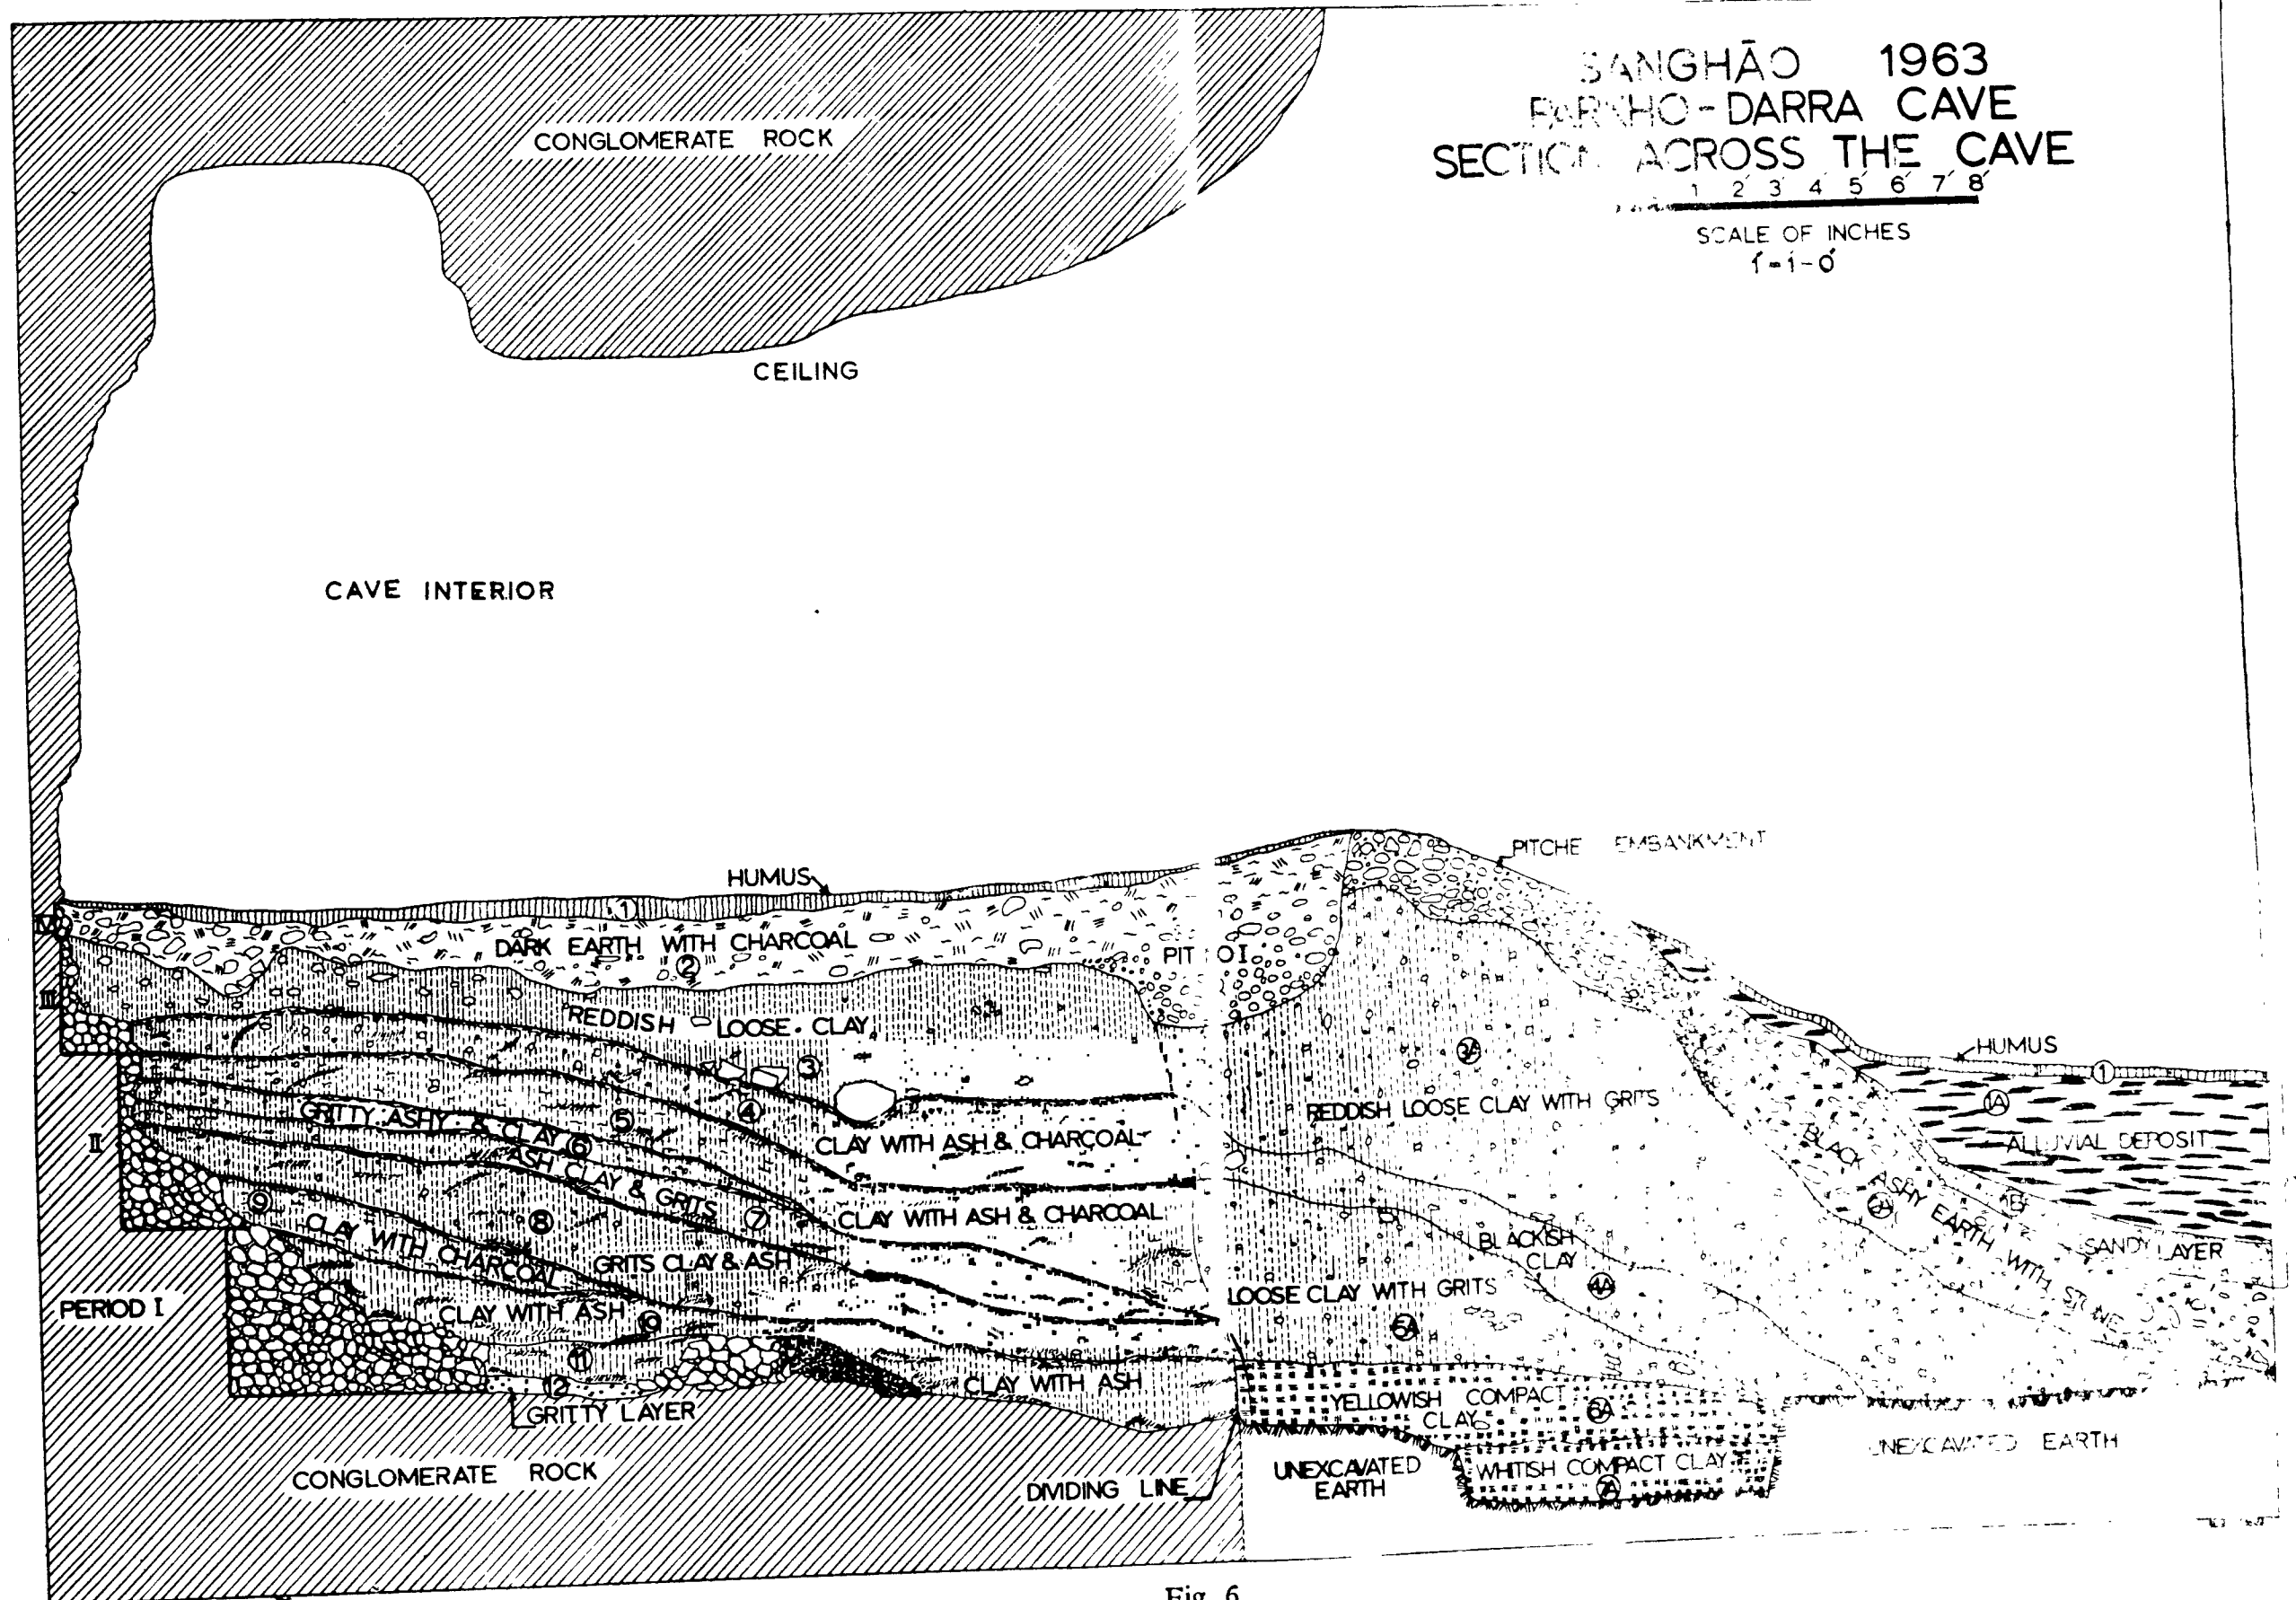 SANGHĀO 1963
DARRA CAVE
SECTION ACROSS THE CAVE
1 2' 3' 4' 5' 6' 7' 8'
SCALE OF INCHES
CONGLOMERATE ROCK
CEILING
CAVE INTERIOR
PITCHE EMBANKMENT
HUMUS
1
IV
DARK EARTH WITH CHARCOAL
2
PIT
III
REDDISH LOOSE CLAY
3
3A
HUMUS
1
1A
REDDISH LOOSE CLAY WITH GRITS
4
5
GRITTY ASHY & CLAY 6
CLAY WITH ASH & CHARCOAL
ALLUVIAL DEPOSIT
II
ASH CLAY & GRITS 7
BLACK ASHY EARTH WITH STONE
9
8
CLAY WITH ASH & CHARCOAL
CLAY WITH CHARCOAL
BLACKISH
CLAY
SANDY LAYER
GRITS CLAY & ASH
4A
LOOSE CLAY WITH GRITS
5A
PERIOD I
CLAY WITH ASH 10
11
12
CLAY WITH ASH
YELLOWISH COMPACT
CLAY
6A
GRITTY LAYER
UNEXCAVATED EARTH
CONGLOMERATE ROCK
DIVIDING LINE
UNEXCAVATED
EARTH
WHITISH COMPACT CLAY
7A
Fig. 6